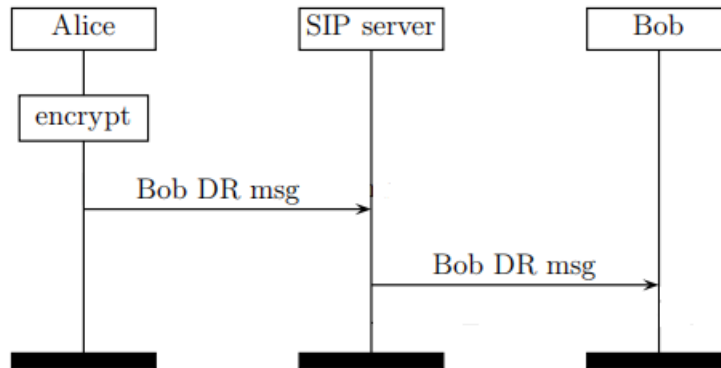 Alice
SIP server
Bob
encrypt
Bob DR msg
Bob DR msg